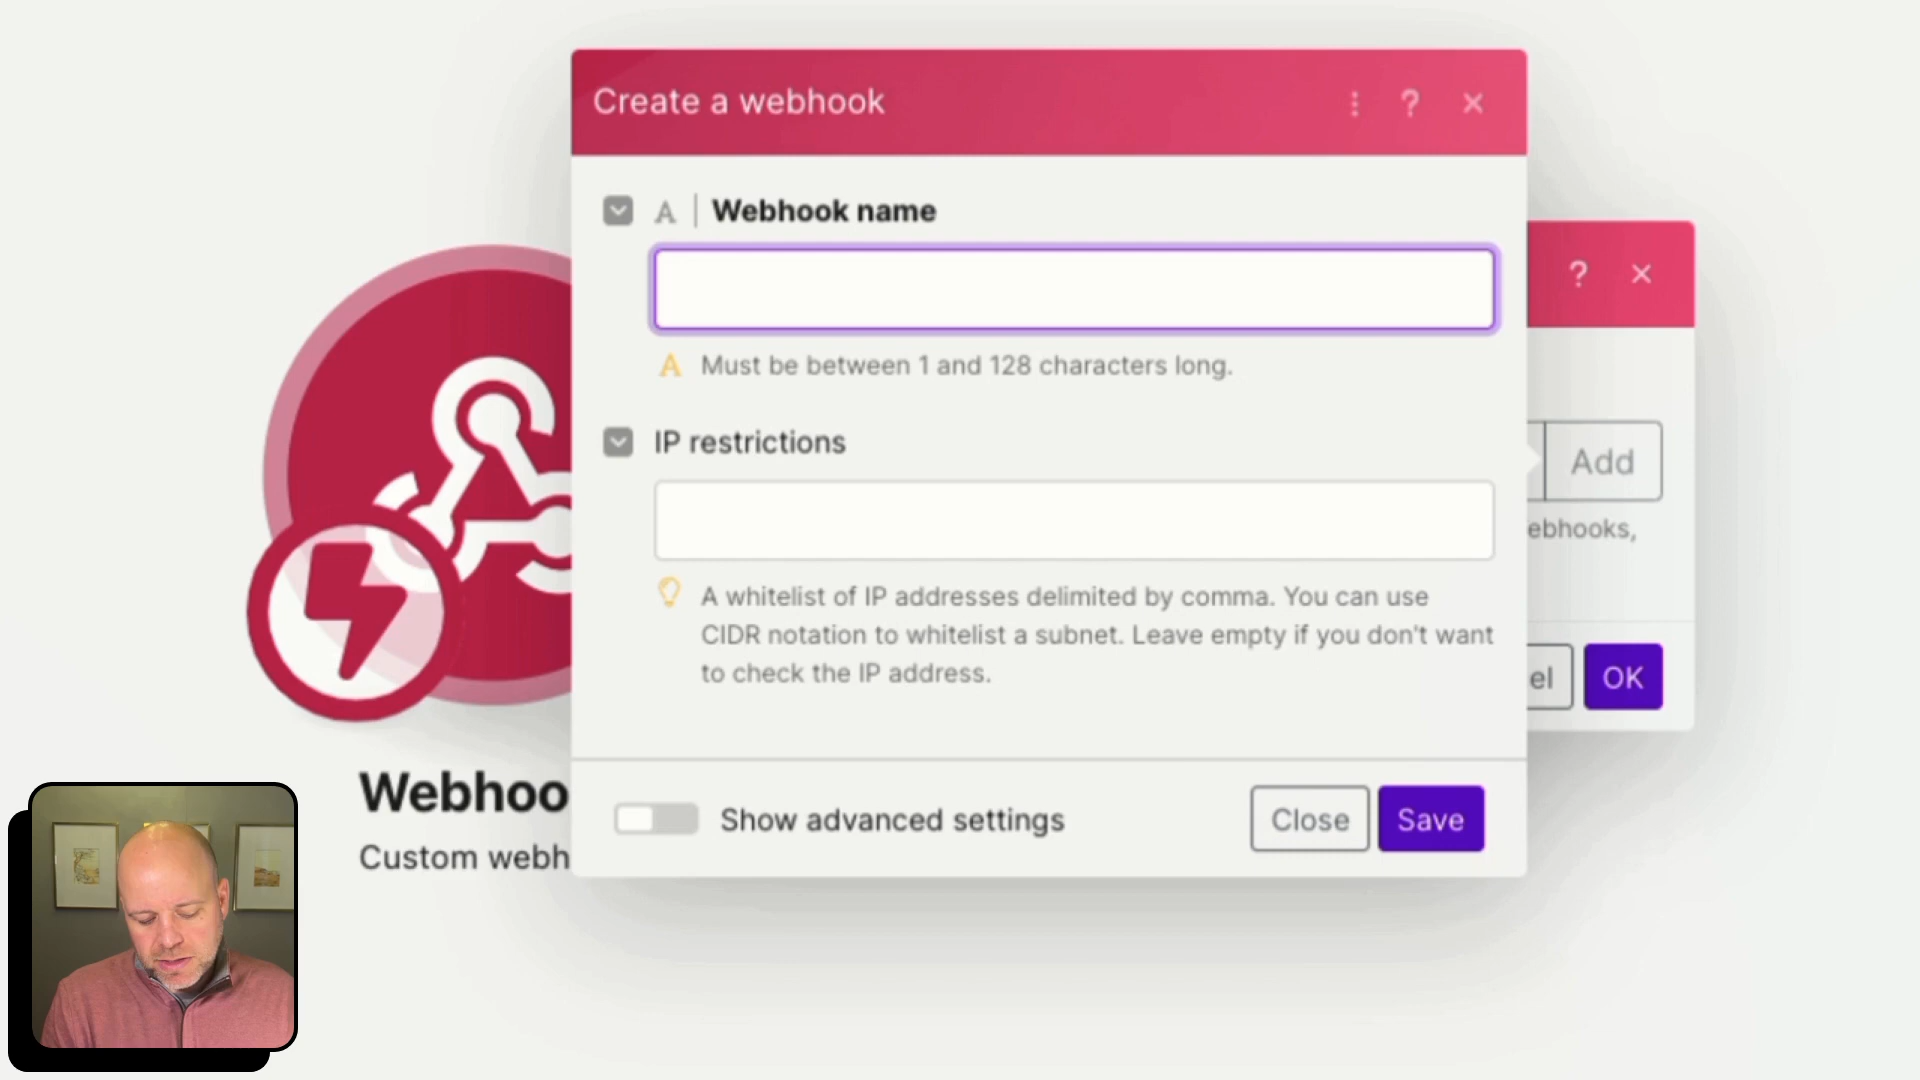 Create a webhook
?
A
Webhook name
Must be between 1 and 128 characters long.
IP restrictions
A whitelist of IP addresses delimited by comma. You can use
CIDR notation to whitelist a subnet. Leave empty if you don't want
to check the IP address.
Show advanced settings
Close
Save
?
Add
ebhooks,
el
OK
Webhoo
Custom webh